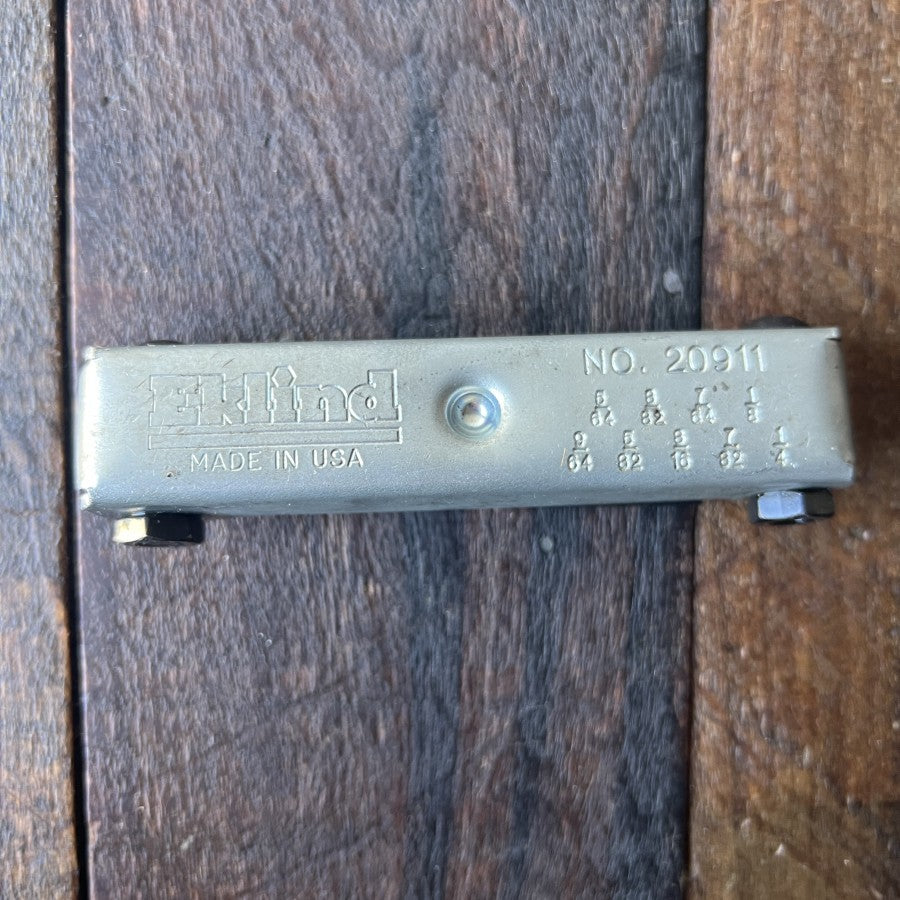 Eklind
MADE IN USA
NO. 20911
5/64 3/32 7/64 1/8
9/64 5/32 3/16 7/32 1/4